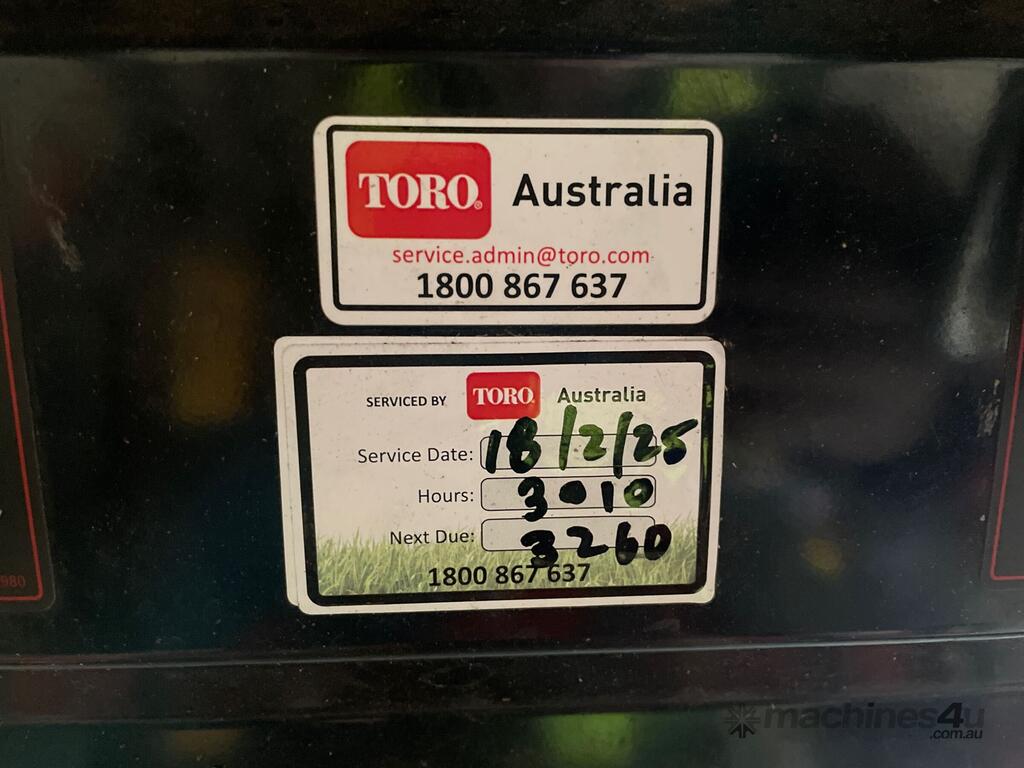 TORO® Australia
service.admin@toro.com
1800 867 637
SERVICED BY TORO Australia
Service Date: 18/2/25
Hours: 3010
Next Due: 3260
1800 867 637
980
machines4u
.com.au